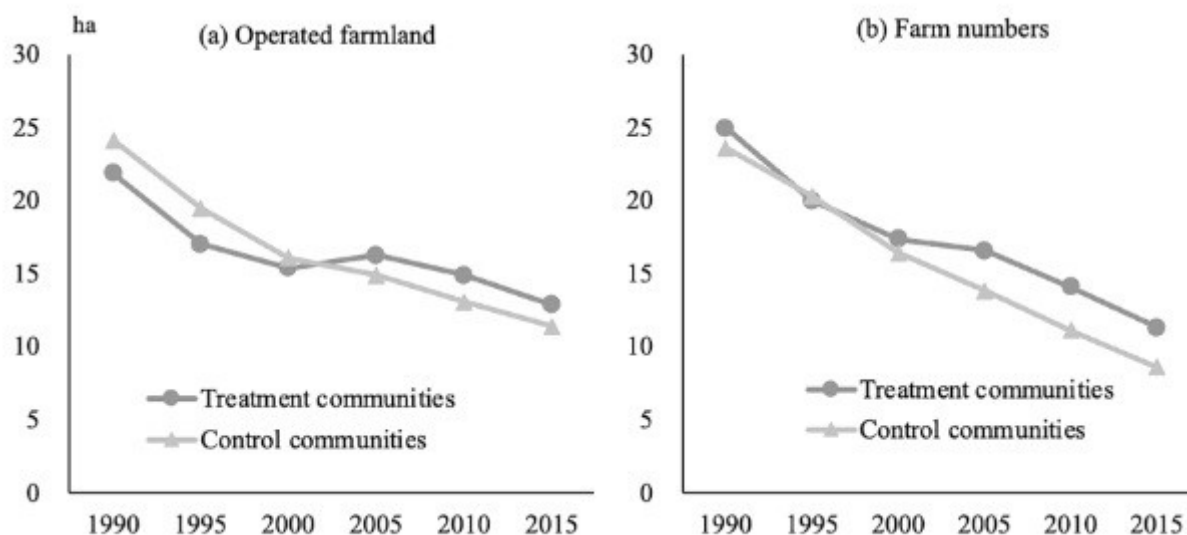 ha
(a) Operated farmland
30
25
20
15
10
5
0
1990 1995 2000 2005 2010 2015
Treatment communities
Control communities
(b) Farm numbers
30
25
20
15
10
5
0
1990 1995 2000 2005 2010 2015
Treatment communities
Control communities